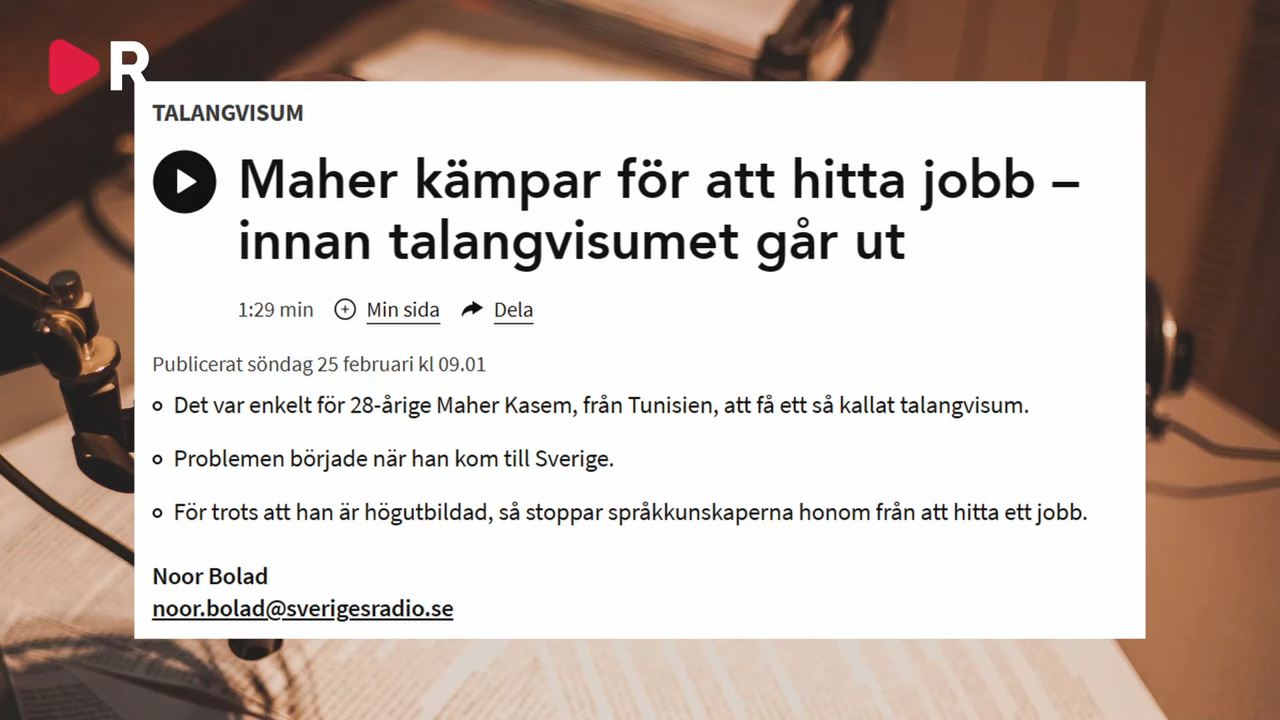 R
TALANGVISUM
Maher kämpar för att hitta jobb –
innan talangvisumet går ut
1:29 min Min sida Dela
Publicerat söndag 25 februari kl 09.01
Det var enkelt för 28-årige Maher Kasem, från Tunisien, att få ett så kallat talangvisum.
Problemen började när han kom till Sverige.
För trots att han är högutbildad, så stoppar språkkunskaperna honom från att hitta ett jobb.
Noor Bolad
noor.bolad@sverigesradio.se